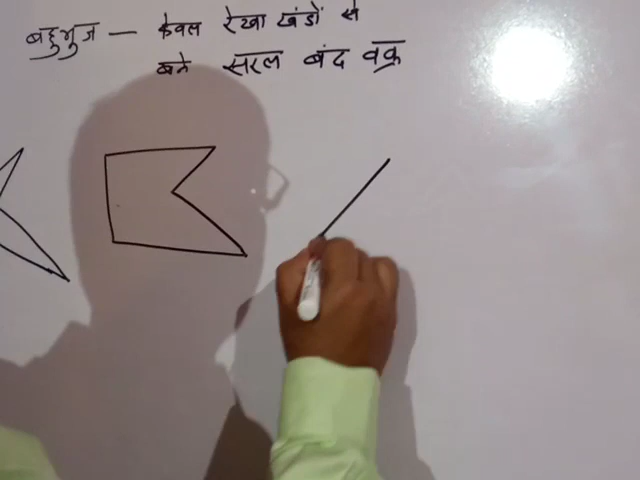 बहुभुज — केवल रेखा खंडों से
बने सरल बंद वक्र